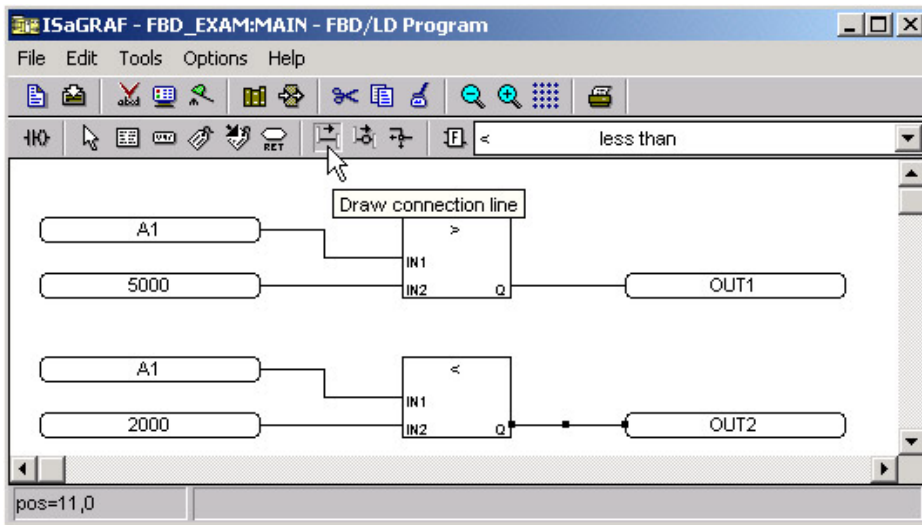 ISaGRAF - FBD_EXAM:MAIN - FBD/LD Program
File Edit Tools Options Help
RET F < less than
Draw connection line
A1 >
IN1
5000 IN2 Q OUT1
A1 <
IN1
2000 IN2 Q OUT2
pos=11,0